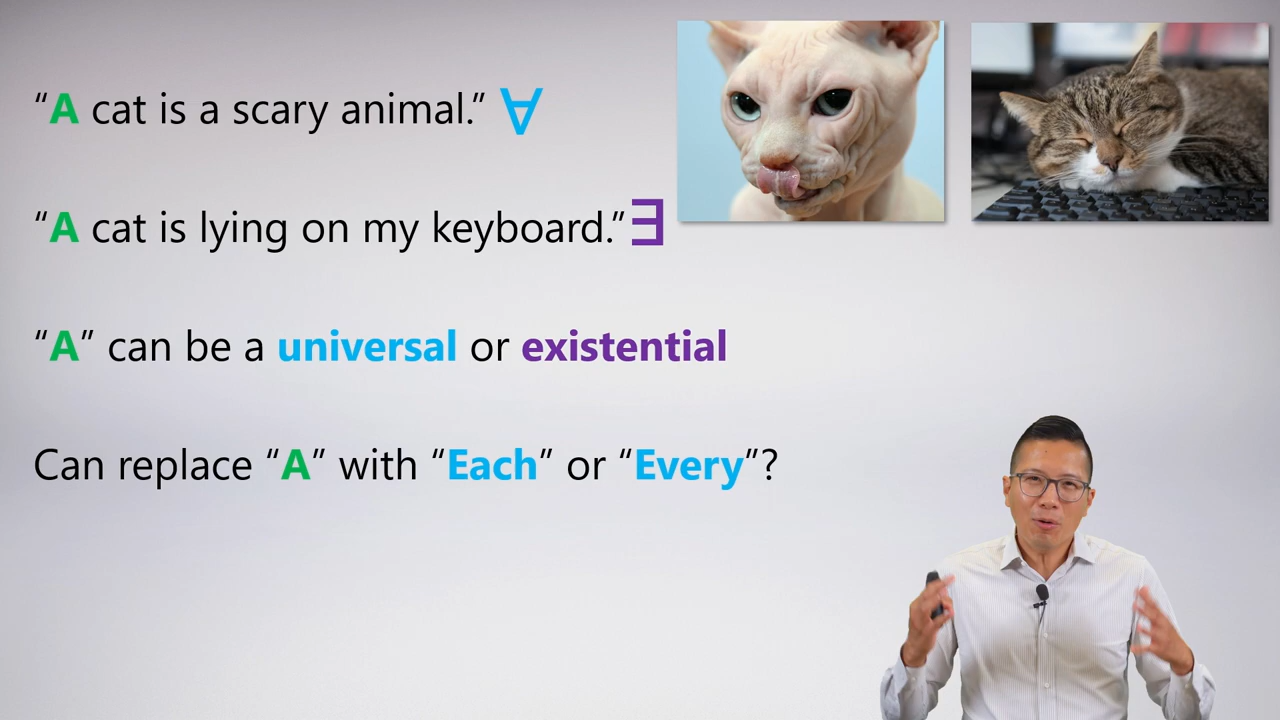 “A cat is a scary animal.” ∀
“A cat is lying on my keyboard.” ∃
“A” can be a universal or existential
Can replace “A” with “Each” or “Every”?